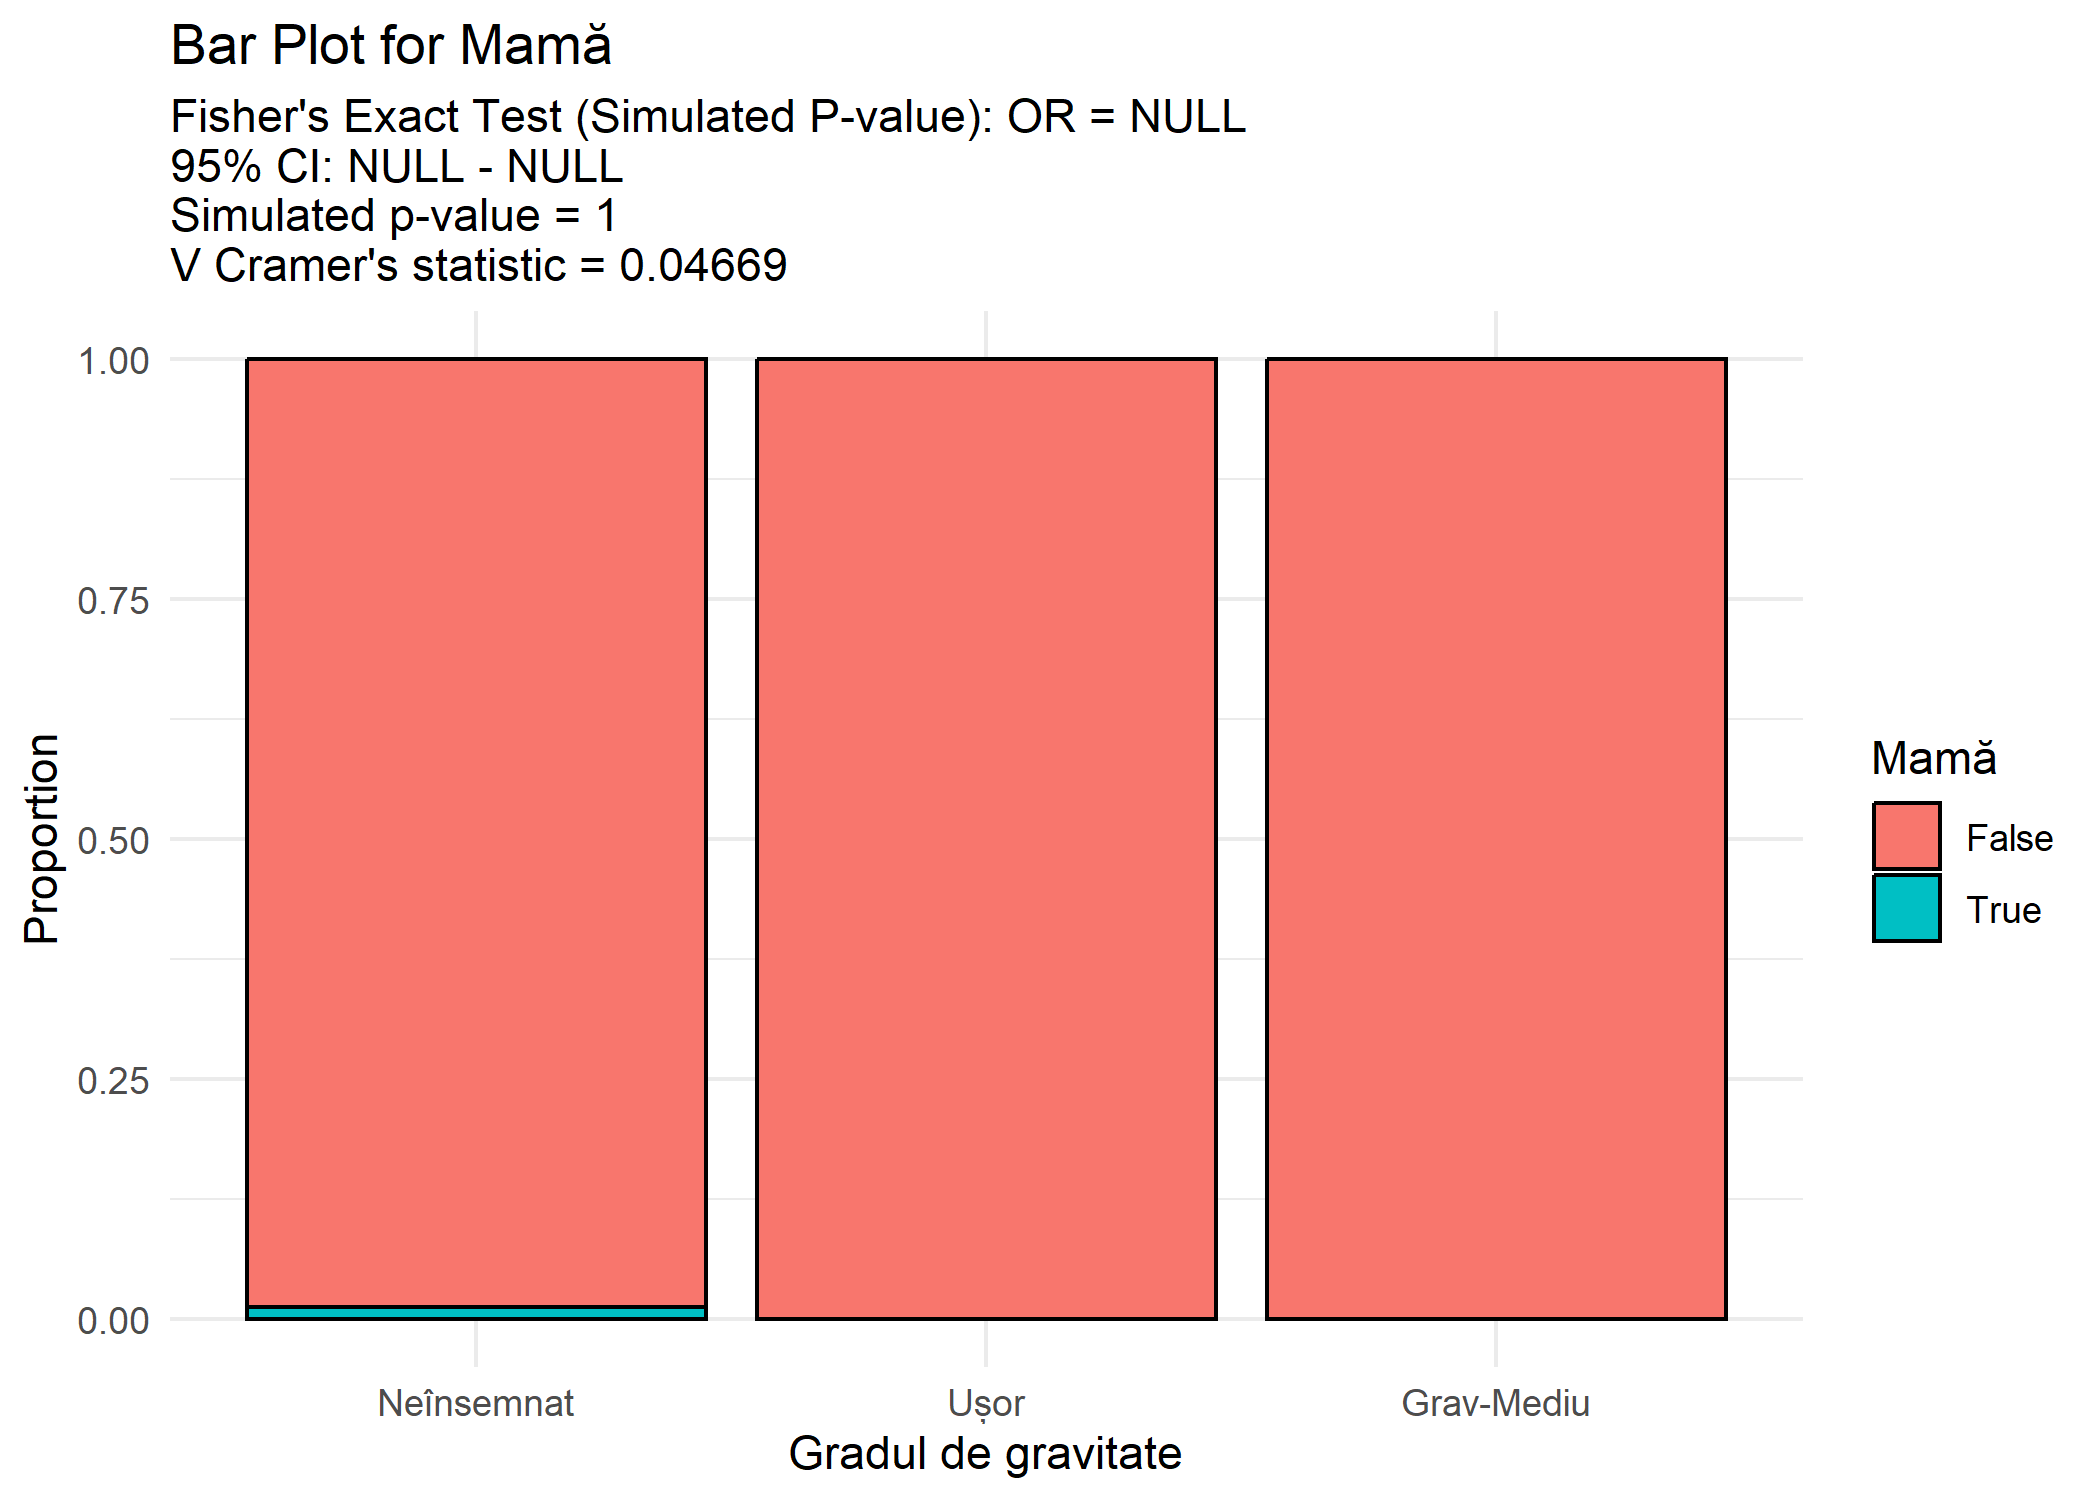 Bar Plot for Mamă
Fisher's Exact Test (Simulated P-value): OR = NULL
95% CI: NULL - NULL
Simulated p-value = 1
V Cramer's statistic = 0.04669
1.00
0.75
0.50
0.25
0.00
Proportion
Neînsemnat
Ușor
Grav-Mediu
Gradul de gravitate
Mamă
False
True